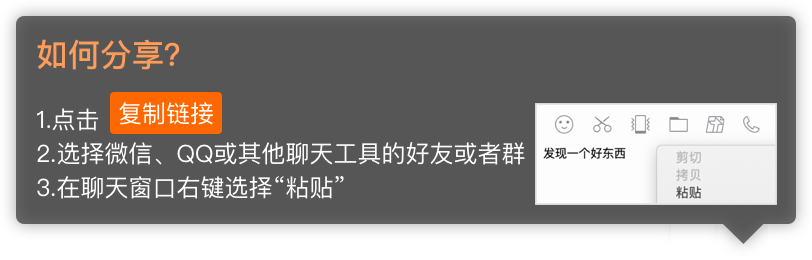 如何分享?
1.点击 复制链接
2.选择微信、QQ或其他聊天工具的好友或者群
3.在聊天窗口右键选择“粘贴”
发现一个好东西
剪切
拷贝
粘贴